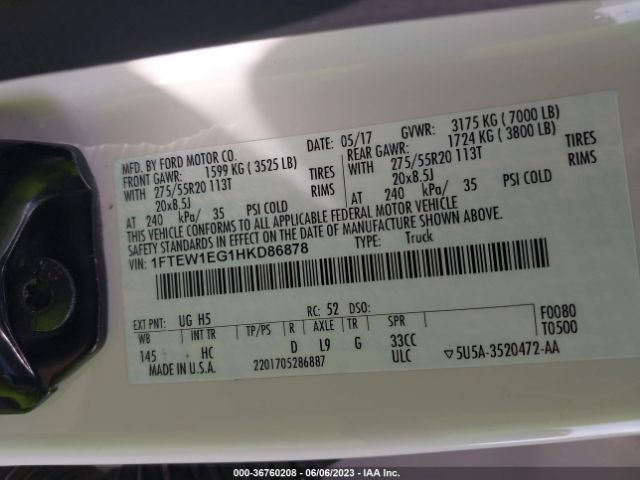 MFD. BY FORD MOTOR CO. DATE: 05/17 GVWR: 3175 KG ( 7000 LB)
FRONT GAWR: 1599 KG ( 3525 LB) REAR GAWR: 1724 KG ( 3800 LB)
WITH 275/55R20 113T TIRES WITH 275/55R20 113T TIRES
20x8.5J RIMS 20x8.5J RIMS
AT 240 kPa/ 35 PSI COLD AT 240 kPa/ 35 PSI COLD
THIS VEHICLE CONFORMS TO ALL APPLICABLE FEDERAL MOTOR VEHICLE
SAFETY STANDARDS IN EFFECT ON THE DATE OF MANUFACTURE SHOWN ABOVE.
VIN: 1FTEW1EG1HKD86878 TYPE: Truck
EXT PNT: UG H5 RC: 52 DSO: F0080
WB INT TR TP/PS R AXLE TR SPR T0500
145 HC D L9 G 33CC
MADE IN U.S.A. 2201705286887 ULC ▽5U5A-3520472-AA
© - 36760208 - 06/06/2023 - IAA Inc.